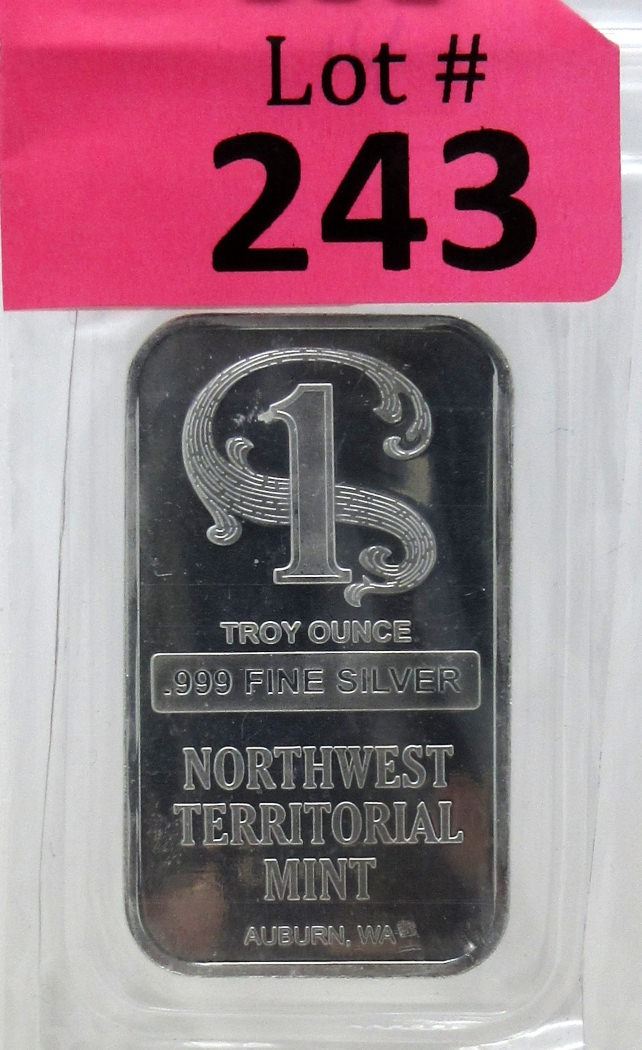 Lot #
243
1
TROY OUNCE
.999 FINE SILVER
NORTHWEST
TERRITORIAL
MINT
AUBURN, WA